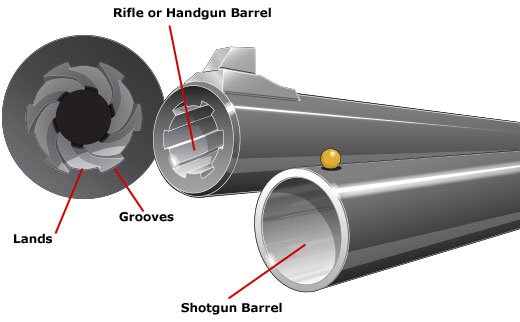 Rifle or Handgun Barrel
Grooves
Lands
Shotgun Barrel